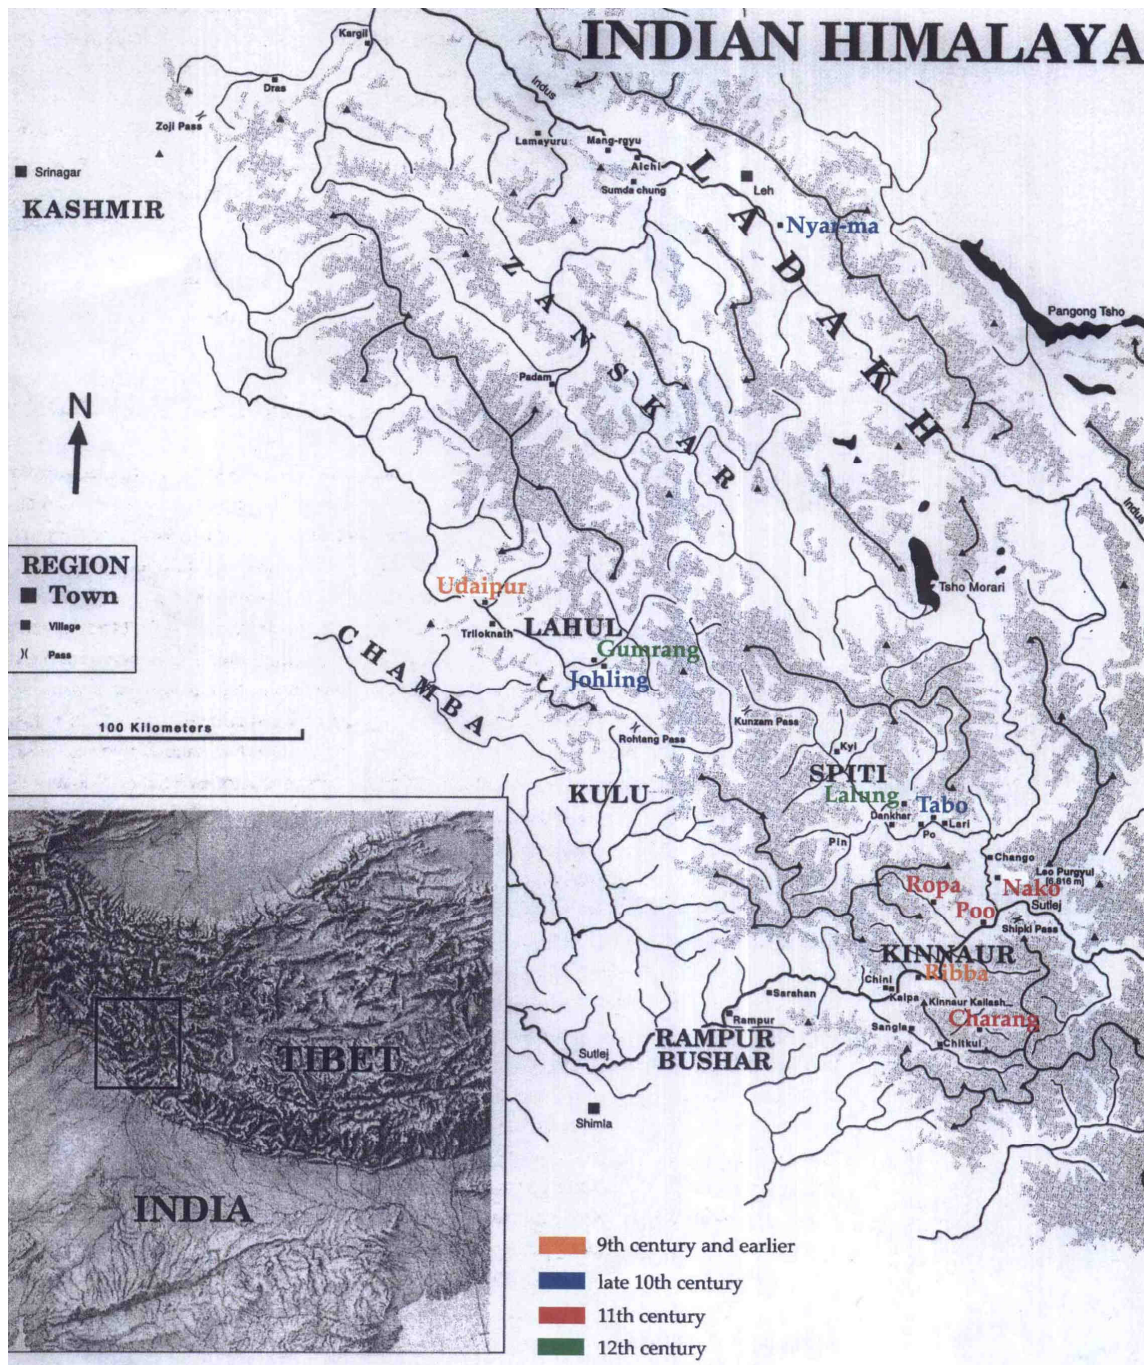 INDIAN HIMALAYA
Kargil
Dras
Zoji Pass
Indus
Lamayuru
Mang-rgyu
Alchi
Sumda chung
Srinagar
KASHMIR
Leh
LADAKH
Nyar-ma
ZANSKAR
Pangong Tsho
Padam
N
Indus
REGION
Town
Village
Pass
Tsho Morari
Udaipur
Triloknath
LAHUL
Gumrang
Johling
CHAMBA
100 Kilometers
Rohtang Pass
Kunzam Pass
Kyi
SPITI
Lalung
KULU
Tabo
Dankhar
Po
Lari
Pin
Chango
Leo Purgyul
(6,816 m)
Ropa
Nako
Poo
Sutlej
Shipki Pass
KINNAUR
Ribba
Chini
Kalpa
Sarahan
Kinnaur Kailash
Charang
Rampur
Sangla
Chitkul
RAMPUR
BUSHAR
Sutlej
Shimla
TIBET
INDIA
9th century and earlier
late 10th century
11th century
12th century